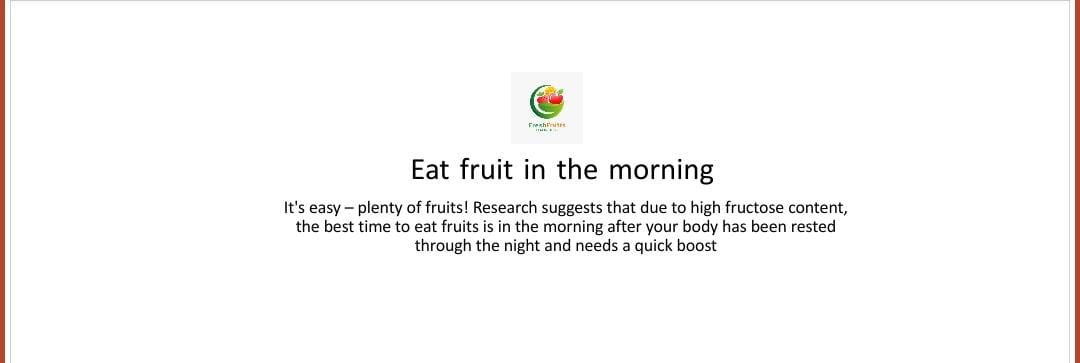 FreshFruits
Eat fruit in the morning
It's easy – plenty of fruits! Research suggests that due to high fructose content,
the best time to eat fruits is in the morning after your body has been rested
through the night and needs a quick boost